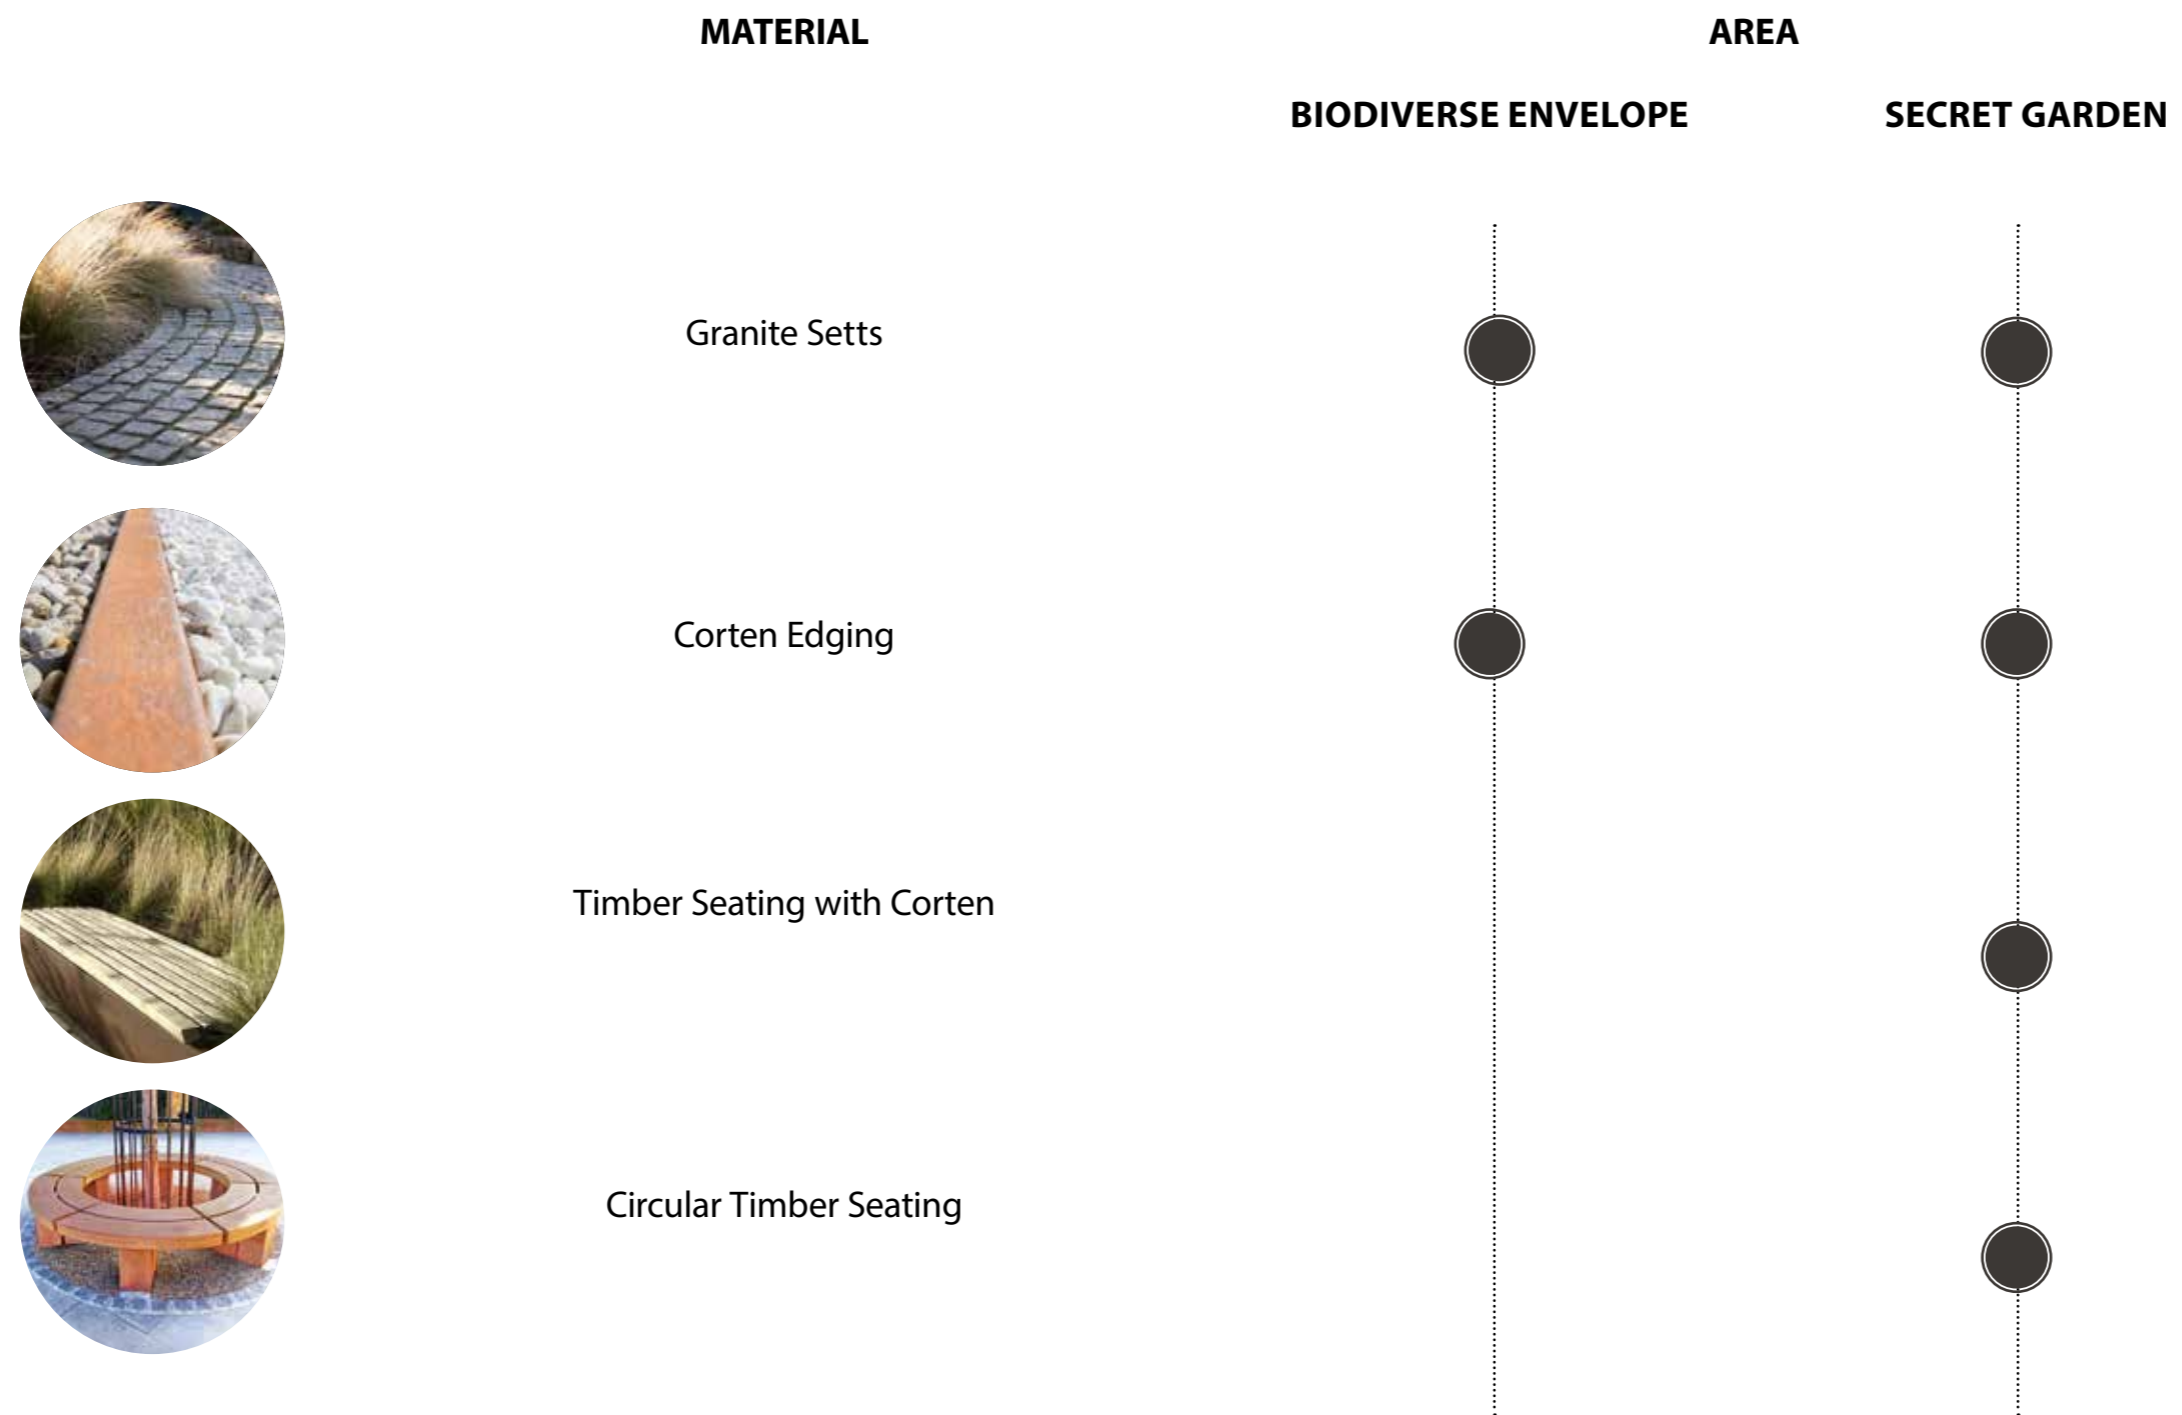 MATERIAL
AREA
BIODIVERSE ENVELOPE
SECRET GARDEN
Granite Setts
Corten Edging
Timber Seating with Corten
Circular Timber Seating